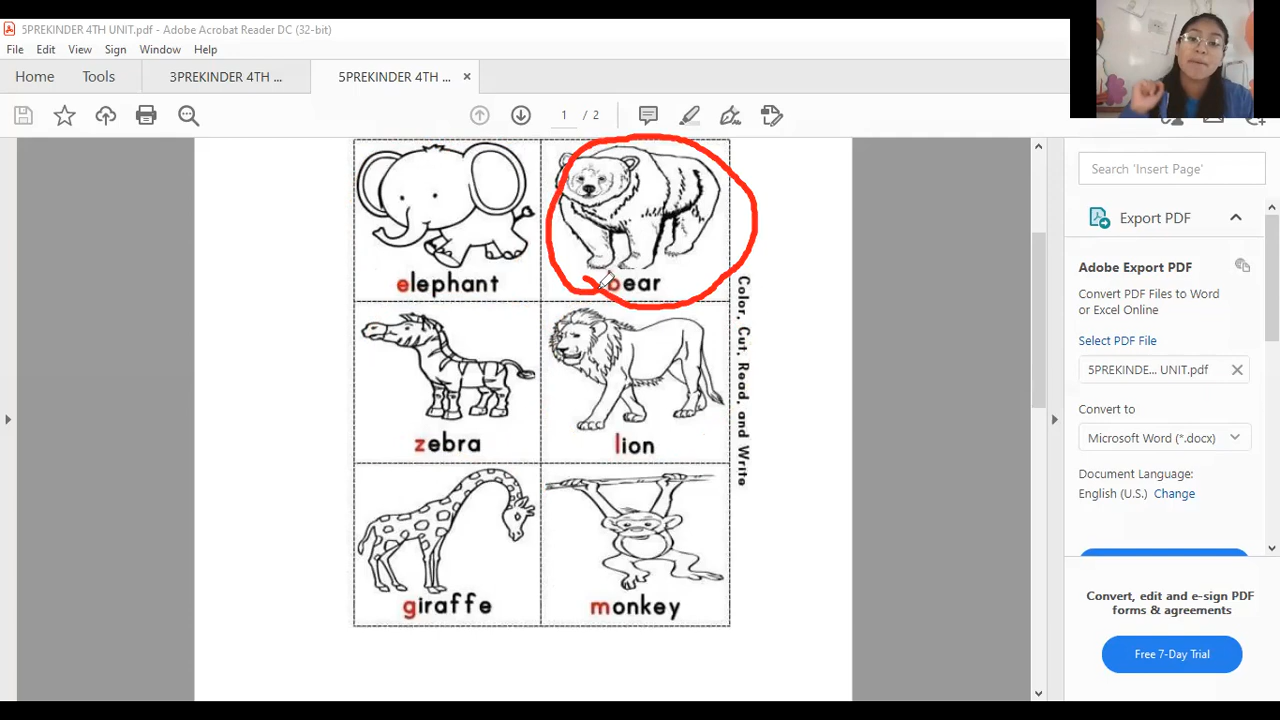 5PREKINDER 4TH UNIT.pdf - Adobe Acrobat Reader DC (32-bit)
File Edit View Sign Window Help
Home Tools 3PREKINDER 4TH ... 5PREKINDER 4TH ... ×
1 / 2
elephant
bear
zebra
lion
giraffe
monkey
Color, Cut, Read, and Write
Search 'Insert Page'
Export PDF
Adobe Export PDF
Convert PDF Files to Word
or Excel Online
Select PDF File
5PREKINDE... UNIT.pdf
Convert to
Microsoft Word (*.docx)
Document Language:
English (U.S.) Change
Convert, edit and e-sign PDF
forms & agreements
Free 7-Day Trial